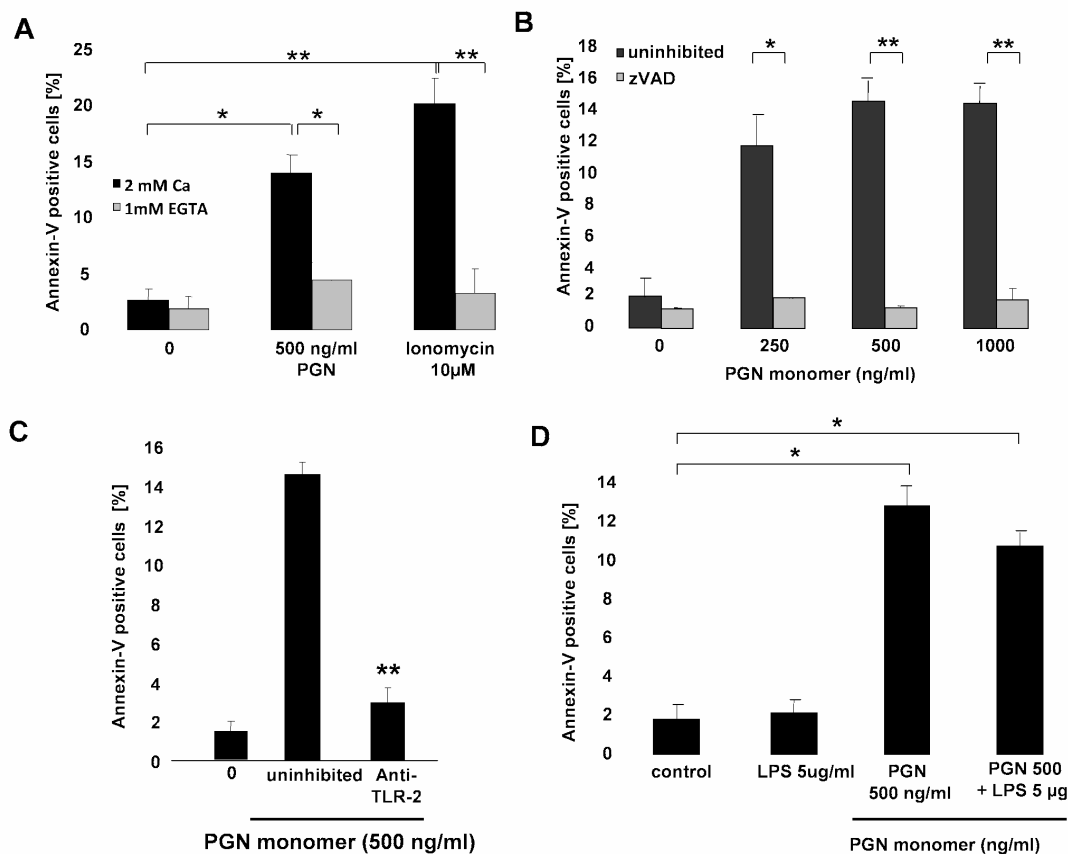 A
Annexin-V positive cells [%]
25
20
15
10
5
0
**
**
*
*
2 mM Ca
1mM EGTA
0
500 ng/ml
PGN
Ionomycin
10µM
B
Annexin-V positive cells [%]
18
16
14
12
10
8
6
4
2
0
uninhibited
zVAD
*
**
**
0
250
500
1000
PGN monomer (ng/ml)
C
Annexin-V positive cells [%]
16
14
12
10
8
6
4
2
0
**
0
uninhibited
Anti-
TLR-2
PGN monomer (500 ng/ml)
D
Annexin-V positive cells [%]
14
12
10
8
6
4
2
0
*
*
control
LPS 5ug/ml
PGN
500 ng/ml
PGN 500
+ LPS 5 µg
PGN monomer (ng/ml)